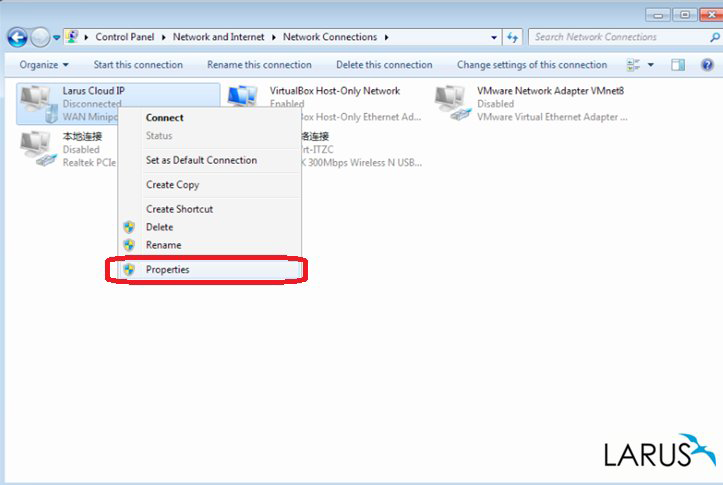 Control Panel Network and Internet Network Connections
Search Network Connections
Organize Start this connection Rename this connection Delete this connection Change settings of this connection
Larus Cloud IP
Disconnected
WAN Minipo
VirtualBox Host-Only Network
Enabled
Host-Only Ethernet Ad...
VMware Network Adapter VMnet8
Disabled
VMware Virtual Ethernet Adapter ...
本地连接
Disabled
Realtek PCIe
络连接
rt-ITZC
K 300Mbps Wireless N USB...
Connect
Status
Set as Default Connection
Create Copy
Create Shortcut
Delete
Rename
Properties
LARUS